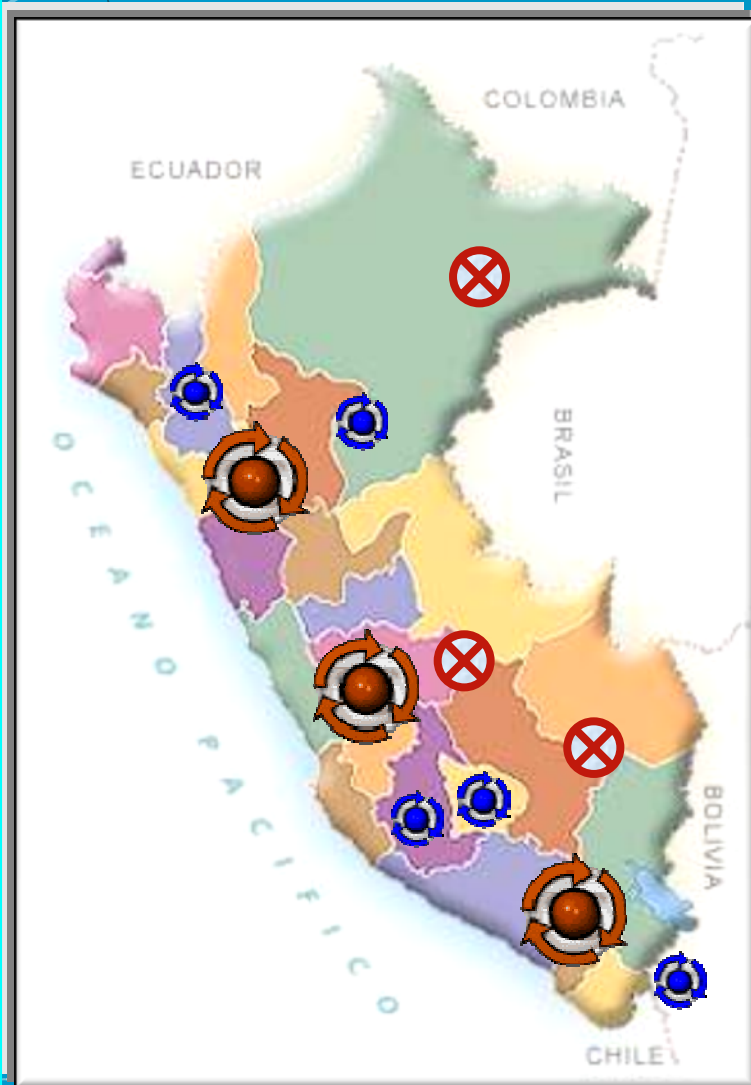 COLOMBIA
ECUADOR
BRASIL
OCEANO PACIFICO
BOLIVIA
CHILE